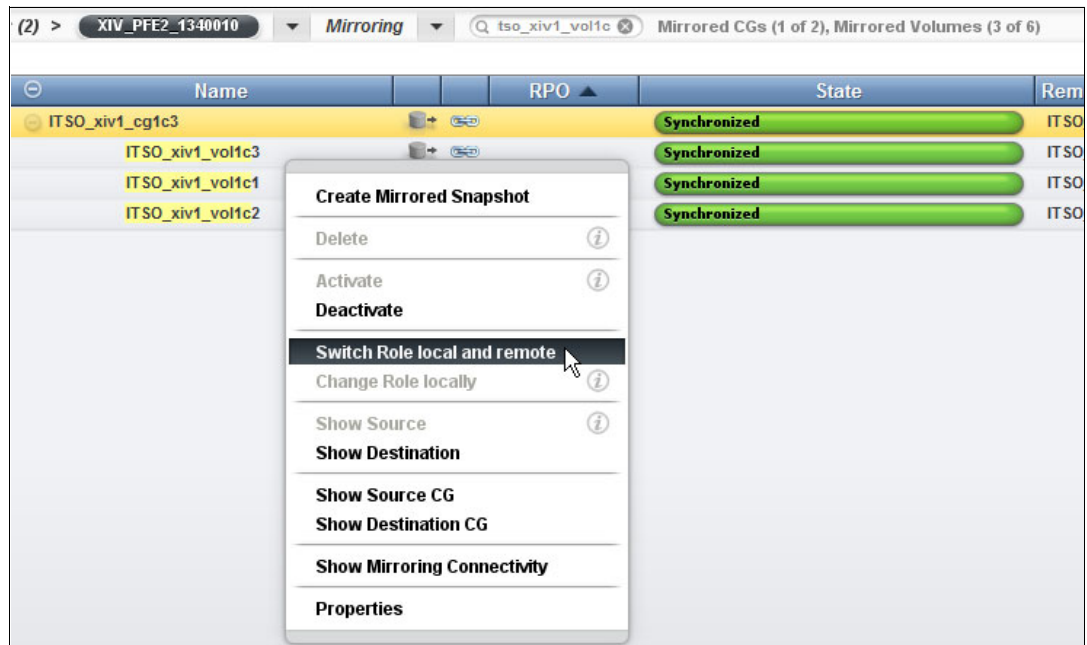 (2) > XIV_PFE2_1340010 Mirroring tso_xiv1_vol1c Mirrored CGs (1 of 2), Mirrored Volumes (3 of 6)
Name RPO State Rem
ITSO_xiv1_cg1c3 Synchronized ITSO
ITSO_xiv1_vol1c3 Synchronized ITSO
ITSO_xiv1_vol1c1 Synchronized ITSO
ITSO_xiv1_vol1c2 Synchronized ITSO
Create Mirrored Snapshot
Delete
Activate
Deactivate
Switch Role local and remote
Change Role locally
Show Source
Show Destination
Show Source CG
Show Destination CG
Show Mirroring Connectivity
Properties